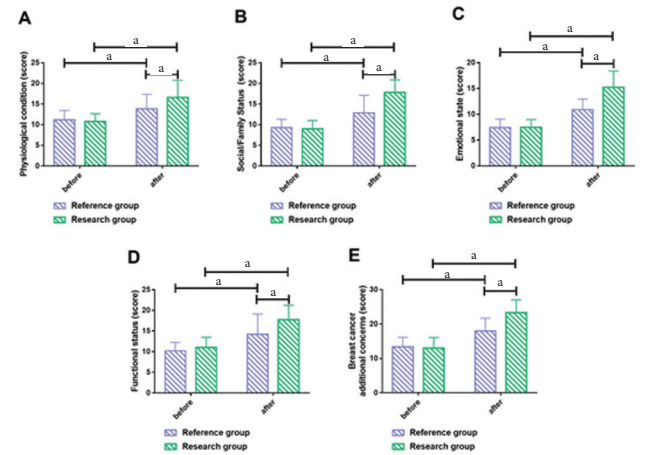 A
a
a
a
Physiological condition (score)
25
20
15
10
5
0
before
after
Reference group
Research group
B
a
a
a
Social/Family Status (score)
25
20
15
10
5
0
before
after
Reference group
Research group
C
a
a
a
Emotional state (score)
20
15
10
5
0
before
after
Reference group
Research group
D
a
a
a
Functional status (score)
25
20
15
10
5
0
before
after
Reference group
Research group
E
a
a
a
Breast cancer
additional concerns (score)
30
20
10
0
before
after
Reference group
Research group